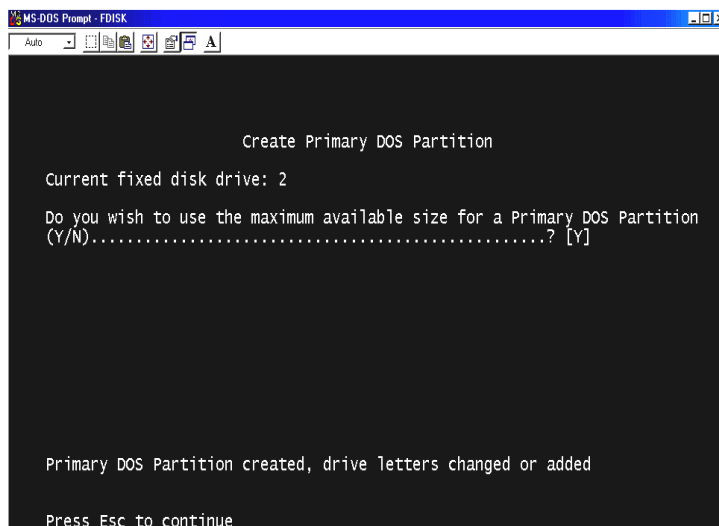 MS-DOS Prompt - FDISK
Auto
A
Create Primary DOS Partition
Current fixed disk drive: 2
Do you wish to use the maximum available size for a Primary DOS Partition
(Y/N)...................................................? [Y]
Primary DOS Partition created, drive letters changed or added
Press Esc to continue